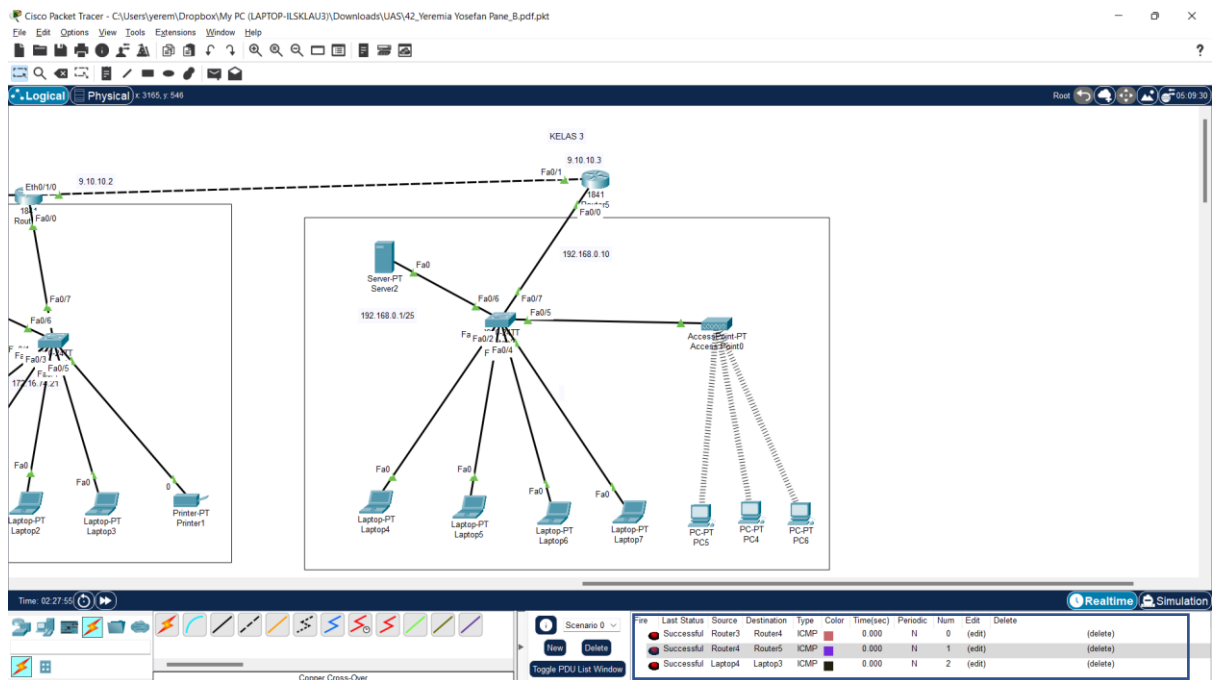 Cisco Packet Tracer - C:\Users\yerem\Dropbox\My PC (LAPTOP-ILSKLAU3)\Downloads\UAS\42_Yeremia Yosefan Pane_B.pdf.pkt
File Edit Options View Tools Extensions Window Help
?
Logical Physical x: 3165, y: 546 Root 05:09:30
KELAS 3
9.10.10.3
Fa0/1
Eth0/1/0 9.10.10.2
1841
Router5
Fa0/0
Fa0/0
192.168.0.10
Server-PT
Server2
Fa0
Fa0/7
Fa0/6
Fa0/6 Fa0/7
Fa0/5
192.168.0.1/25
Fa0/2
Fa0/4
AccessPoint-PT
Access Point0
Fa0/3
Fa0/5
Fa0 Fa0 Fa0 Fa0 Fa0 Fa0 0
Laptop-PT
Laptop2
Laptop-PT
Laptop3
Printer-PT
Printer1
Laptop-PT
Laptop4
Laptop-PT
Laptop5
Laptop-PT
Laptop6
Laptop-PT
Laptop7
PC-PT
PC5
PC-PT
PC4
PC-PT
PC6
Time: 02:27:55 Realtime Simulation
Scenario 0
New Delete
Toggle PDU List Window
Copper Cross-Over
Fire Last Status Source Destination Type Color Time(sec) Periodic Num Edit Delete
Successful Router3 Router4 ICMP 0.000 N 0 (edit) (delete)
Successful Router4 Router5 ICMP 0.000 N 1 (edit) (delete)
Successful Laptop4 Laptop3 ICMP 0.000 N 2 (edit) (delete)